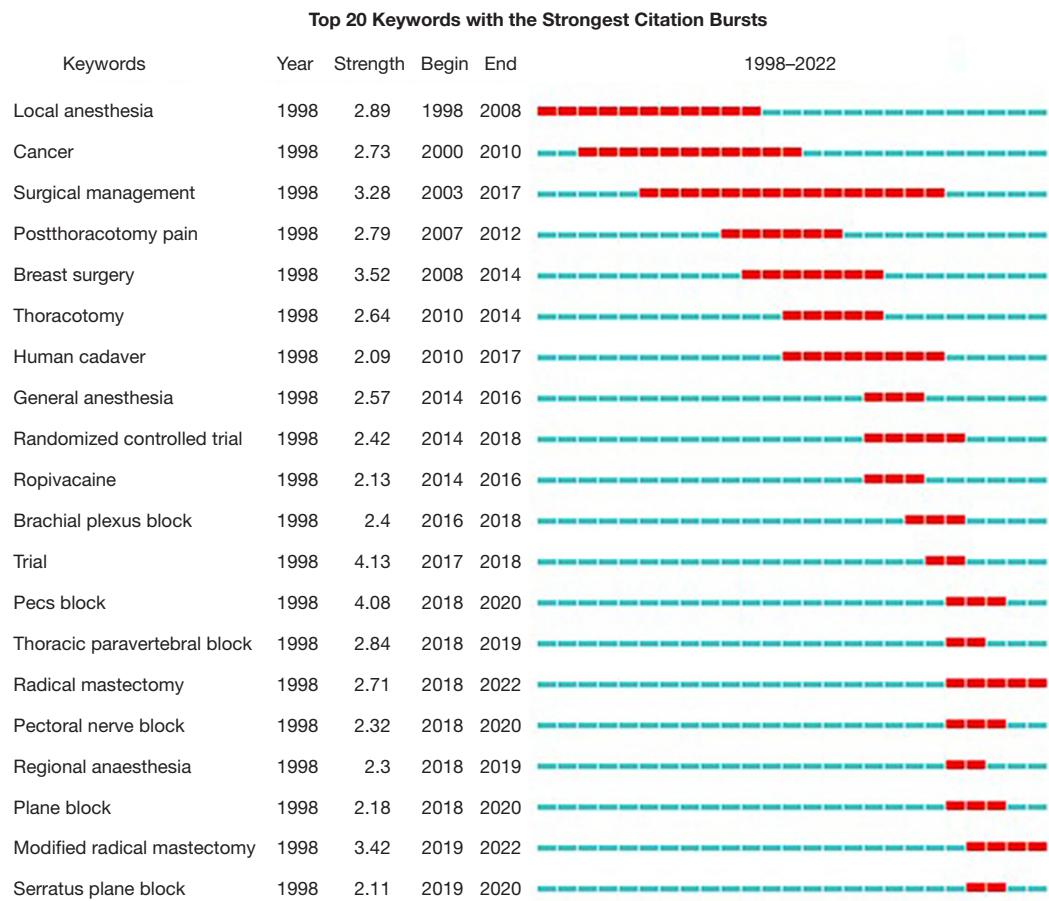 Top 20 Keywords with the Strongest Citation Bursts
Keywords Year Strength Begin End 1998–2022
Local anesthesia 1998 2.89 1998 2008
Cancer 1998 2.73 2000 2010
Surgical management 1998 3.28 2003 2017
Postthoracotomy pain 1998 2.79 2007 2012
Breast surgery 1998 3.52 2008 2014
Thoracotomy 1998 2.64 2010 2014
Human cadaver 1998 2.09 2010 2017
General anesthesia 1998 2.57 2014 2016
Randomized controlled trial 1998 2.42 2014 2018
Ropivacaine 1998 2.13 2014 2016
Brachial plexus block 1998 2.4 2016 2018
Trial 1998 4.13 2017 2018
Pecs block 1998 4.08 2018 2020
Thoracic paravertebral block 1998 2.84 2018 2019
Radical mastectomy 1998 2.71 2018 2022
Pectoral nerve block 1998 2.32 2018 2020
Regional anaesthesia 1998 2.3 2018 2019
Plane block 1998 2.18 2018 2020
Modified radical mastectomy 1998 3.42 2019 2022
Serratus plane block 1998 2.11 2019 2020